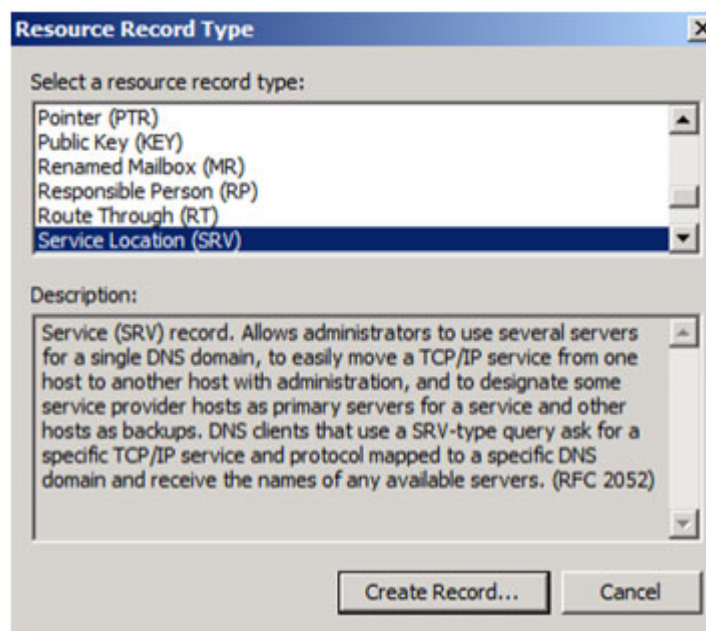 Resource Record Type
Select a resource record type:
Pointer (PTR)
Public Key (KEY)
Renamed Mailbox (MR)
Responsible Person (RP)
Route Through (RT)
Service Location (SRV)
Description:
Service (SRV) record. Allows administrators to use several servers
for a single DNS domain, to easily move a TCP/IP service from one
host to another host with administration, and to designate some
service provider hosts as primary servers for a service and other
hosts as backups. DNS clients that use a SRV-type query ask for a
specific TCP/IP service and protocol mapped to a specific DNS
domain and receive the names of any available servers. (RFC 2052)
Create Record... Cancel